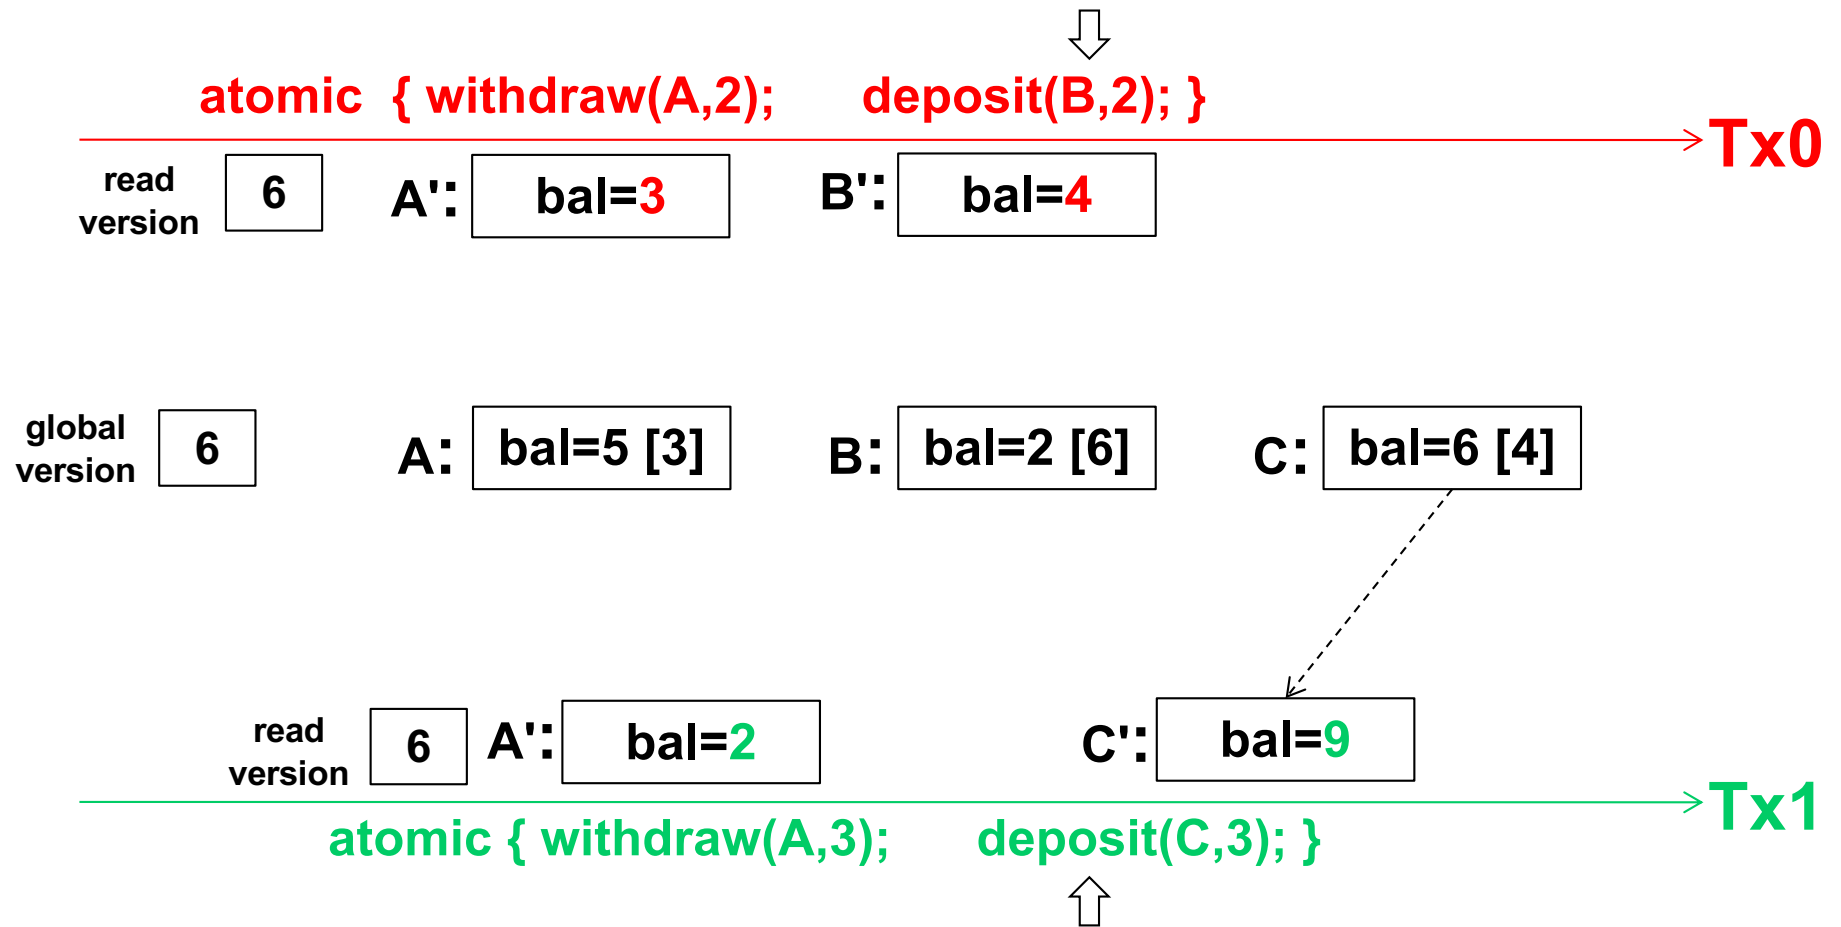 atomic { withdraw(A,2); deposit(B,2); }
Tx0
read version
6
A': bal=3
B': bal=4
global version
6
A: bal=5 [3]
B: bal=2 [6]
C: bal=6 [4]
read version
6
A': bal=2
C': bal=9
Tx1
atomic { withdraw(A,3); deposit(C,3); }